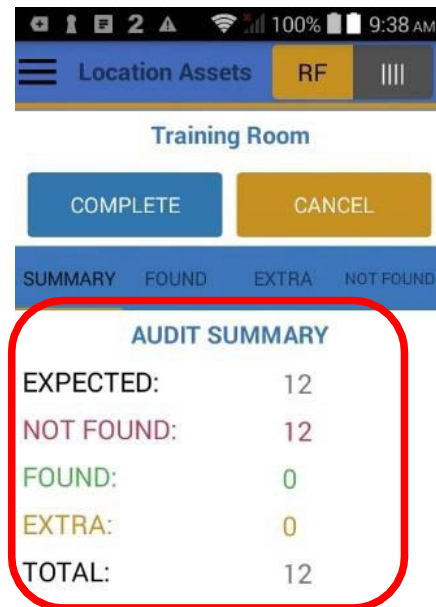 2 100% 9:38 AM
Location Assets RF
Training Room
COMPLETE CANCEL
SUMMARY FOUND EXTRA NOT FOUND
AUDIT SUMMARY
EXPECTED: 12
NOT FOUND: 12
FOUND: 0
EXTRA: 0
TOTAL: 12